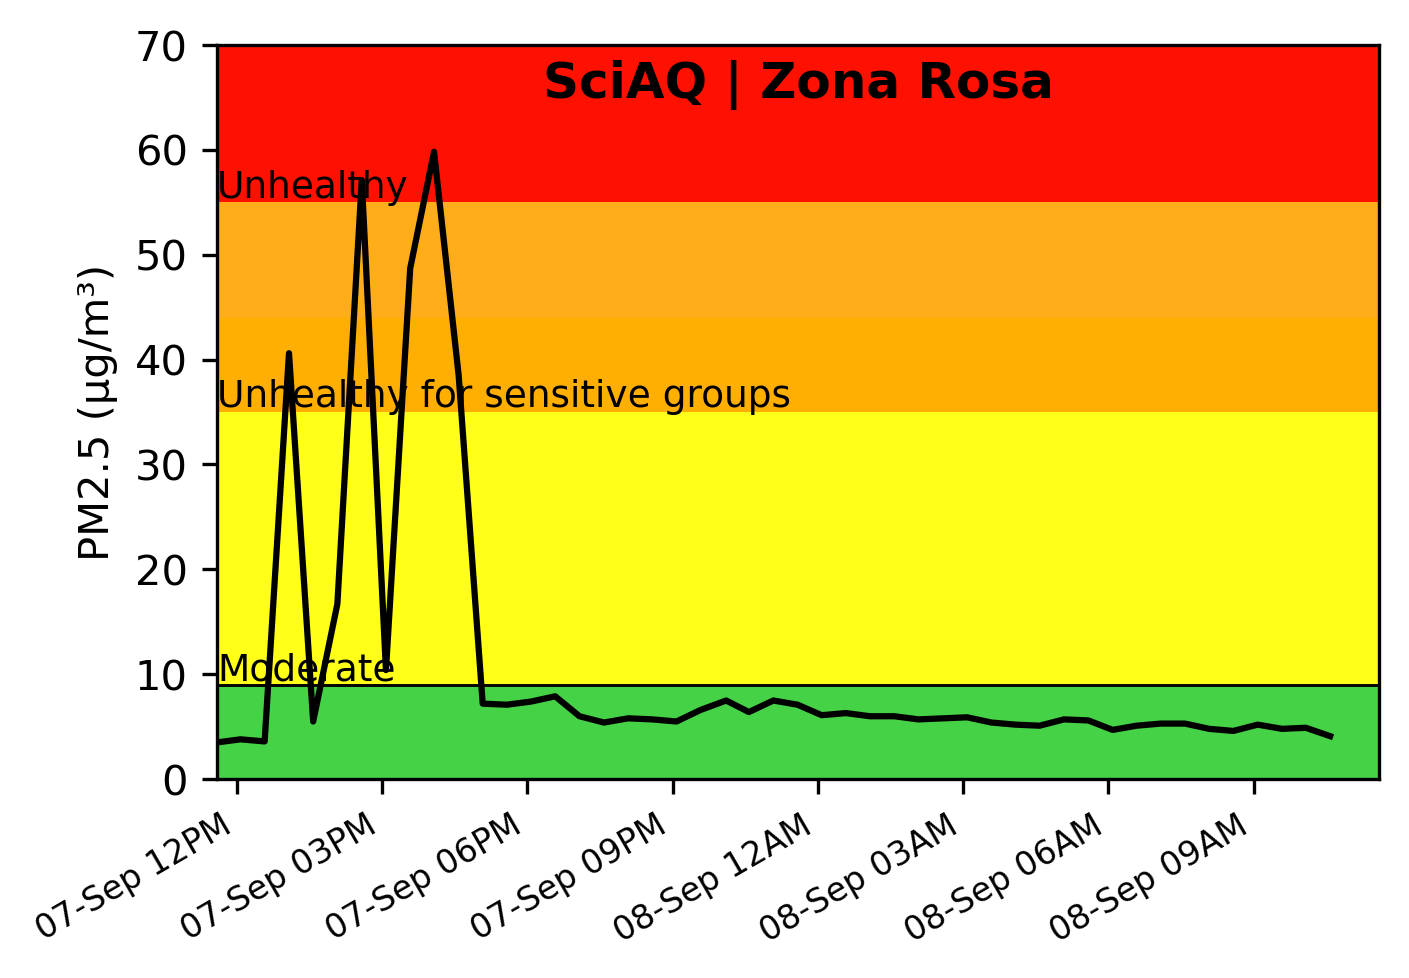 SciAQ | Zona Rosa
70
60
50
40
30
20
10
0
PM2.5 (μg/m³)
Unhealthy
Unhealthy for sensitive groups
Moderate
07-Sep 12PM
07-Sep 03PM
07-Sep 06PM
07-Sep 09PM
08-Sep 12AM
08-Sep 03AM
08-Sep 06AM
08-Sep 09AM